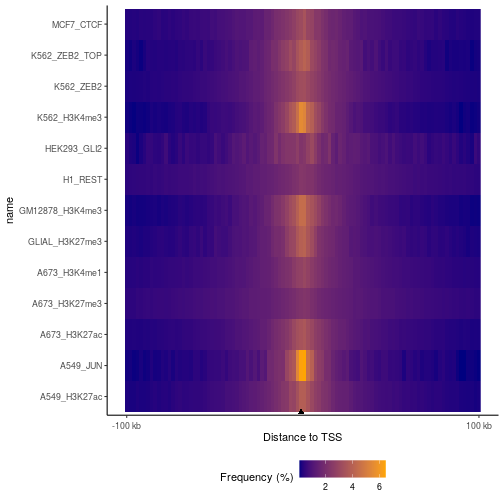 MCF7_CTCF
K562_ZEB2_TOP
K562_ZEB2
K562_H3K4me3
HEK293_GLI2
H1_REST
GM12878_H3K4me3
GLIAL_H3K27me3
A673_H3K4me1
A673_H3K27me3
A673_H3K27ac
A549_JUN
A549_H3K27ac
name
-100 kb
100 kb
Distance to TSS
Frequency (%)
2 4 6